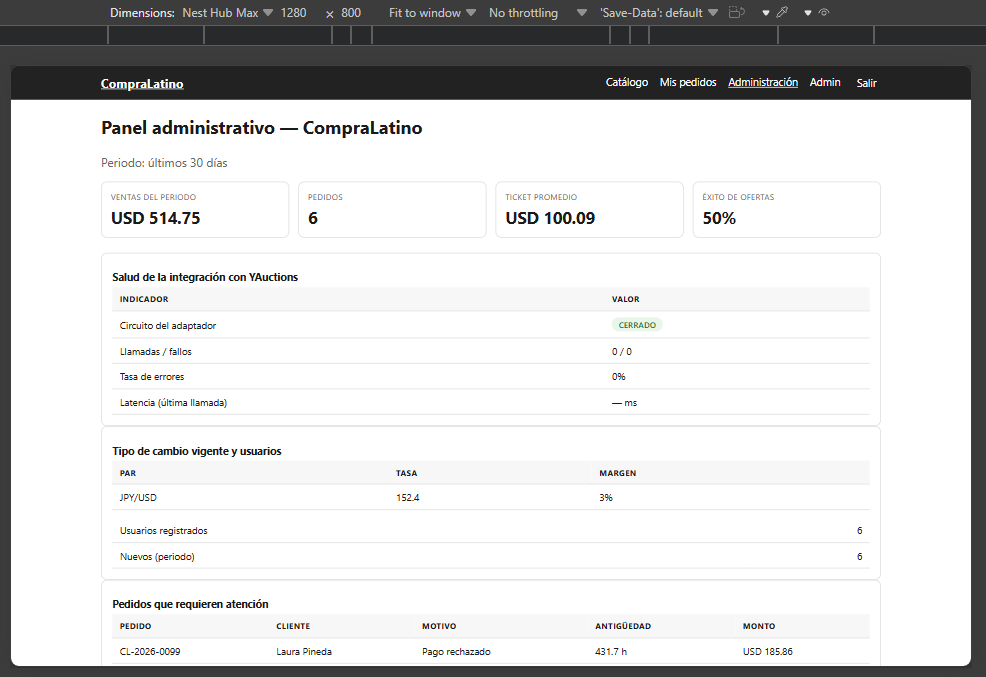 Dimensions: Nest Hub Max 1280 × 800 Fit to window No throttling 'Save-Data': default
CompraLatino Catálogo Mis pedidos Administración Admin Salir
Panel administrativo — CompraLatino
Periodo: últimos 30 días
VENTAS DEL PERIODO PEDIDOS TICKET PROMEDIO ÉXITO DE OFERTAS
USD 514.75 6 USD 100.09 50%
Salud de la integración con YAuctions
INDICADOR VALOR
Circuito del adaptador CERRADO
Llamadas / fallos 0 / 0
Tasa de errores 0%
Latencia (última llamada) — ms
Tipo de cambio vigente y usuarios
PAR TASA MARGEN
JPY/USD 152.4 3%
Usuarios registrados 6
Nuevos (periodo) 6
Pedidos que requieren atención
PEDIDO CLIENTE MOTIVO ANTIGÜEDAD MONTO
CL-2026-0099 Laura Pineda Pago rechazado 431.7 h USD 185.86